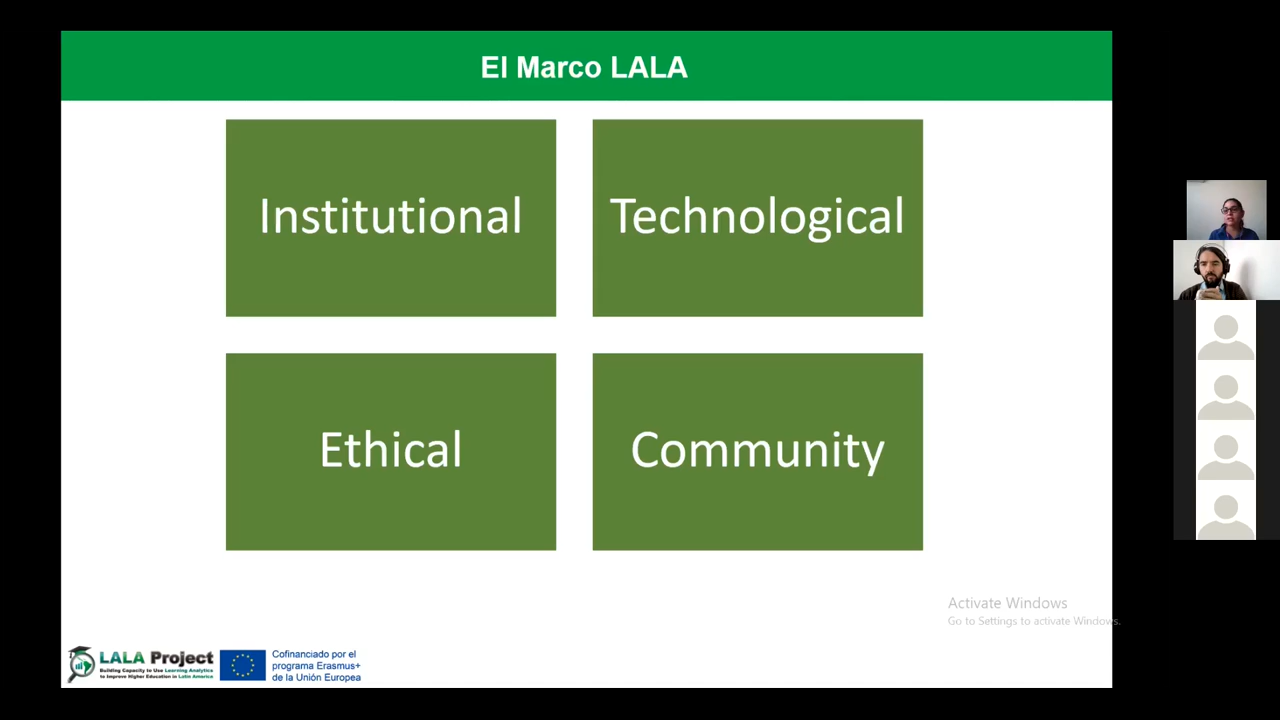 El Marco LALA
Institutional
Technological
Ethical
Community
Activate Windows
Go to Settings to activate Windows.
LALA Project
Building Capacity to Use Learning Analytics
to Improve Higher Education in Latin America
Cofinanciado por el
programa Erasmus+
de la Unión Europea